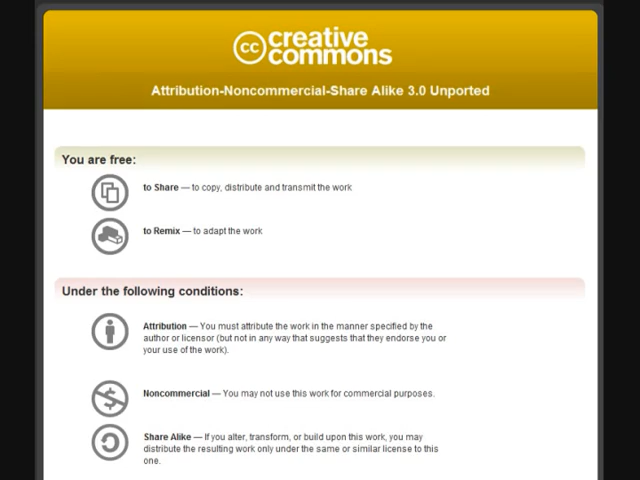 cc creative commons
Attribution-Noncommercial-Share Alike 3.0 Unported
You are free:
to Share — to copy, distribute and transmit the work
to Remix — to adapt the work
Under the following conditions:
Attribution — You must attribute the work in the manner specified by the
author or licensor (but not in any way that suggests that they endorse you or
your use of the work).
Noncommercial — You may not use this work for commercial purposes.
Share Alike — If you alter, transform, or build upon this work, you may
distribute the resulting work only under the same or similar license to this
one.